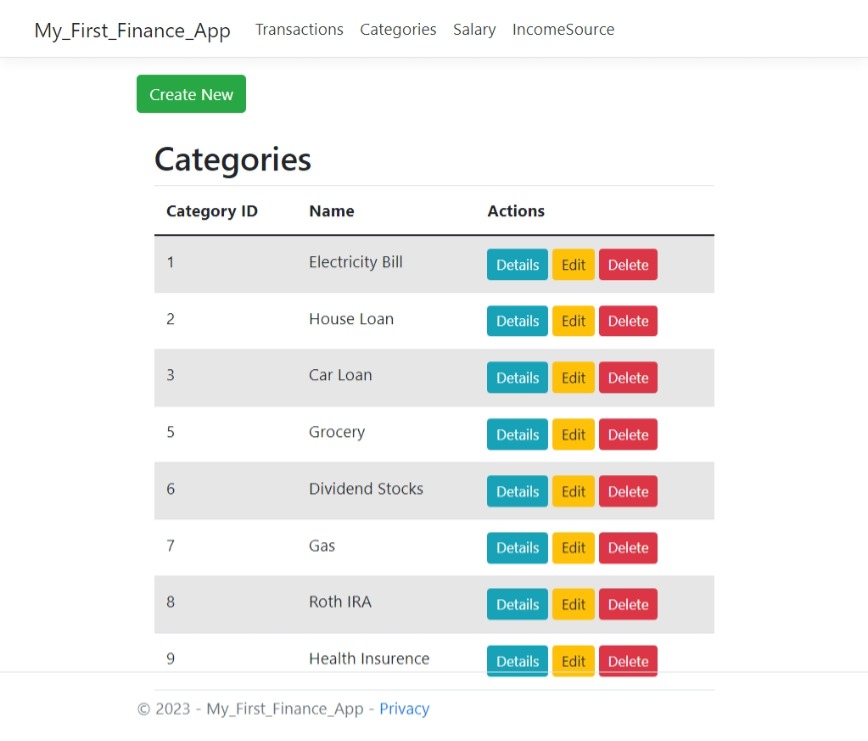 My_First_Finance_App Transactions Categories Salary IncomeSource
Create New
Categories
Category ID Name Actions
1 Electricity Bill Details Edit Delete
2 House Loan Details Edit Delete
3 Car Loan Details Edit Delete
5 Grocery Details Edit Delete
6 Dividend Stocks Details Edit Delete
7 Gas Details Edit Delete
8 Roth IRA Details Edit Delete
9 Health Insurence Details Edit Delete
© 2023 - My_First_Finance_App - Privacy